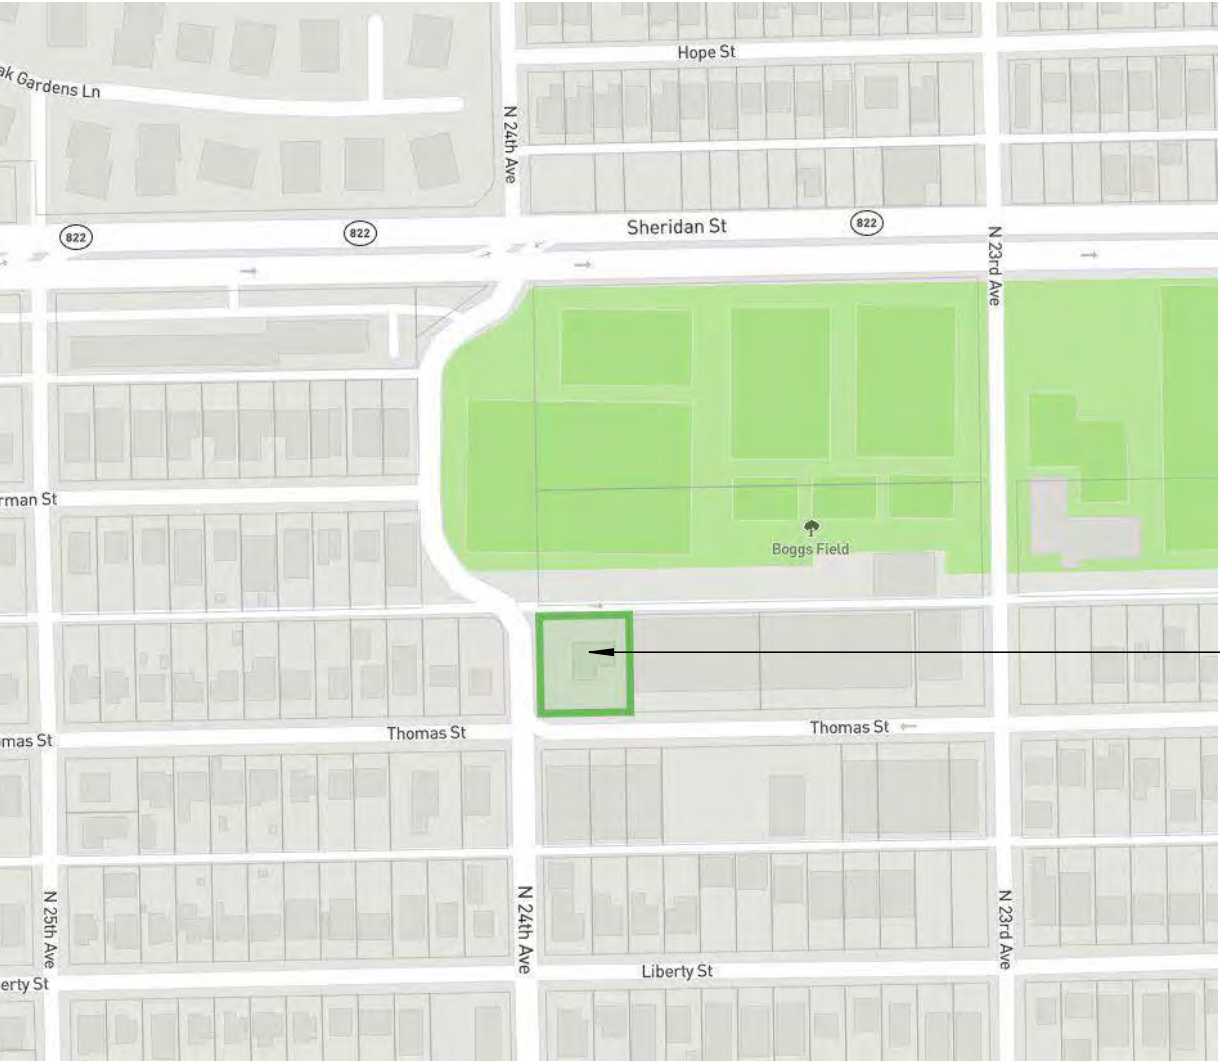 Hope St
ak Gardens Ln
N 24th Ave
822
822
822
Sheridan St
N 23rd Ave
rman St
Boggs Field
Thomas St
Thomas St
mas St
N 25th Ave
N 24th Ave
N 23rd Ave
Liberty St
erty St